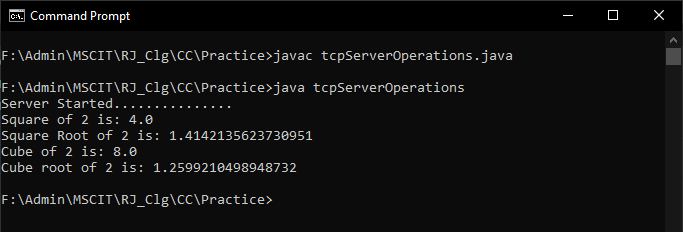 Command Prompt
F:\Admin\MSCIT\RJ_Clg\CC\Practice>javac tcpServerOperations.java
F:\Admin\MSCIT\RJ_Clg\CC\Practice>java tcpServerOperations
Server Started...............
Square of 2 is: 4.0
Square Root of 2 is: 1.4142135623730951
Cube of 2 is: 8.0
Cube root of 2 is: 1.2599210498948732
F:\Admin\MSCIT\RJ_Clg\CC\Practice>